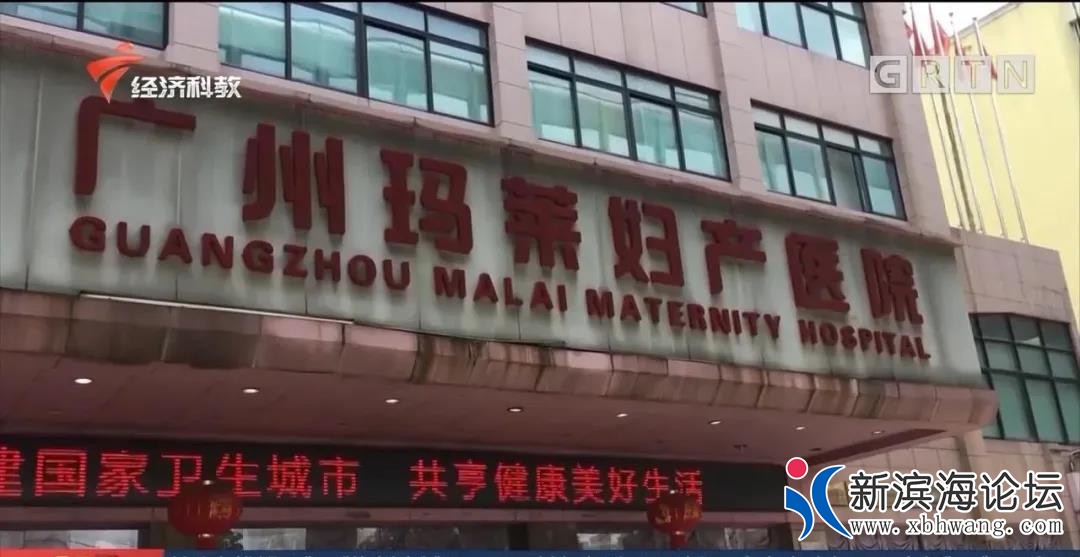 经济科教
GRTN
广州玛莱妇产医院
GUANGZHOU MALAI MATERNITY HOSPITAL
建国家卫生城市 共享健康美好生活
新滨海论坛
www.xbhwang.com